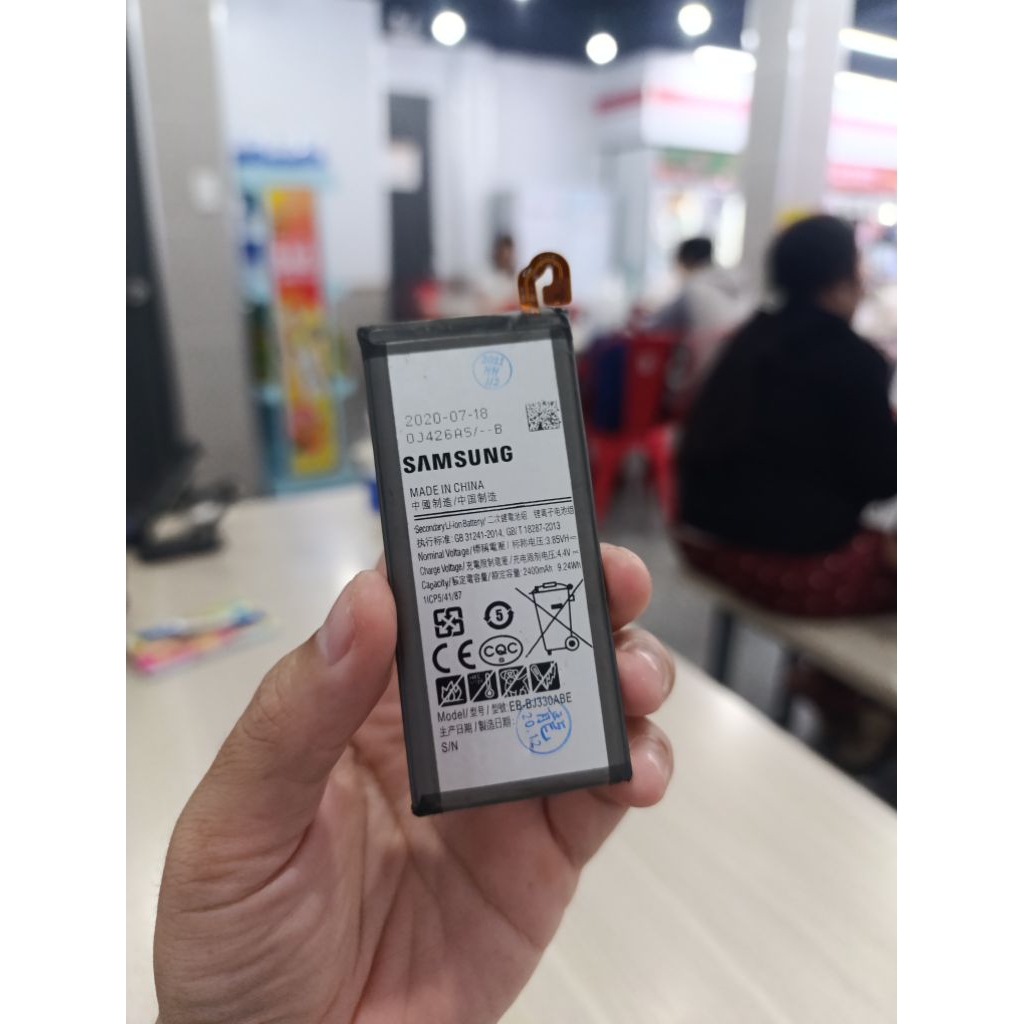 2020-07-18
0J426AS/--B
SAMSUNG
MADE IN CHINA
中國制造/中国制造
Secondary Li-ion Battery/二次鋰電池組 锂离子电池组
执行标准: GB 31241-2014, GB/T 18287-2013
Nominal Voltage/標稱電壓/标称电压: 3.85VH
Charge Voltage/充電限制電壓/充电限制电压: 4.4V
Capacity/額定電容量/额定容量: 2400mAh 9.24Wh
1ICP5/41/87
5
CE
CQC
Model/型号/型號: EB-BJ330ABE
生产日期/製造日期:
S/N
20.12